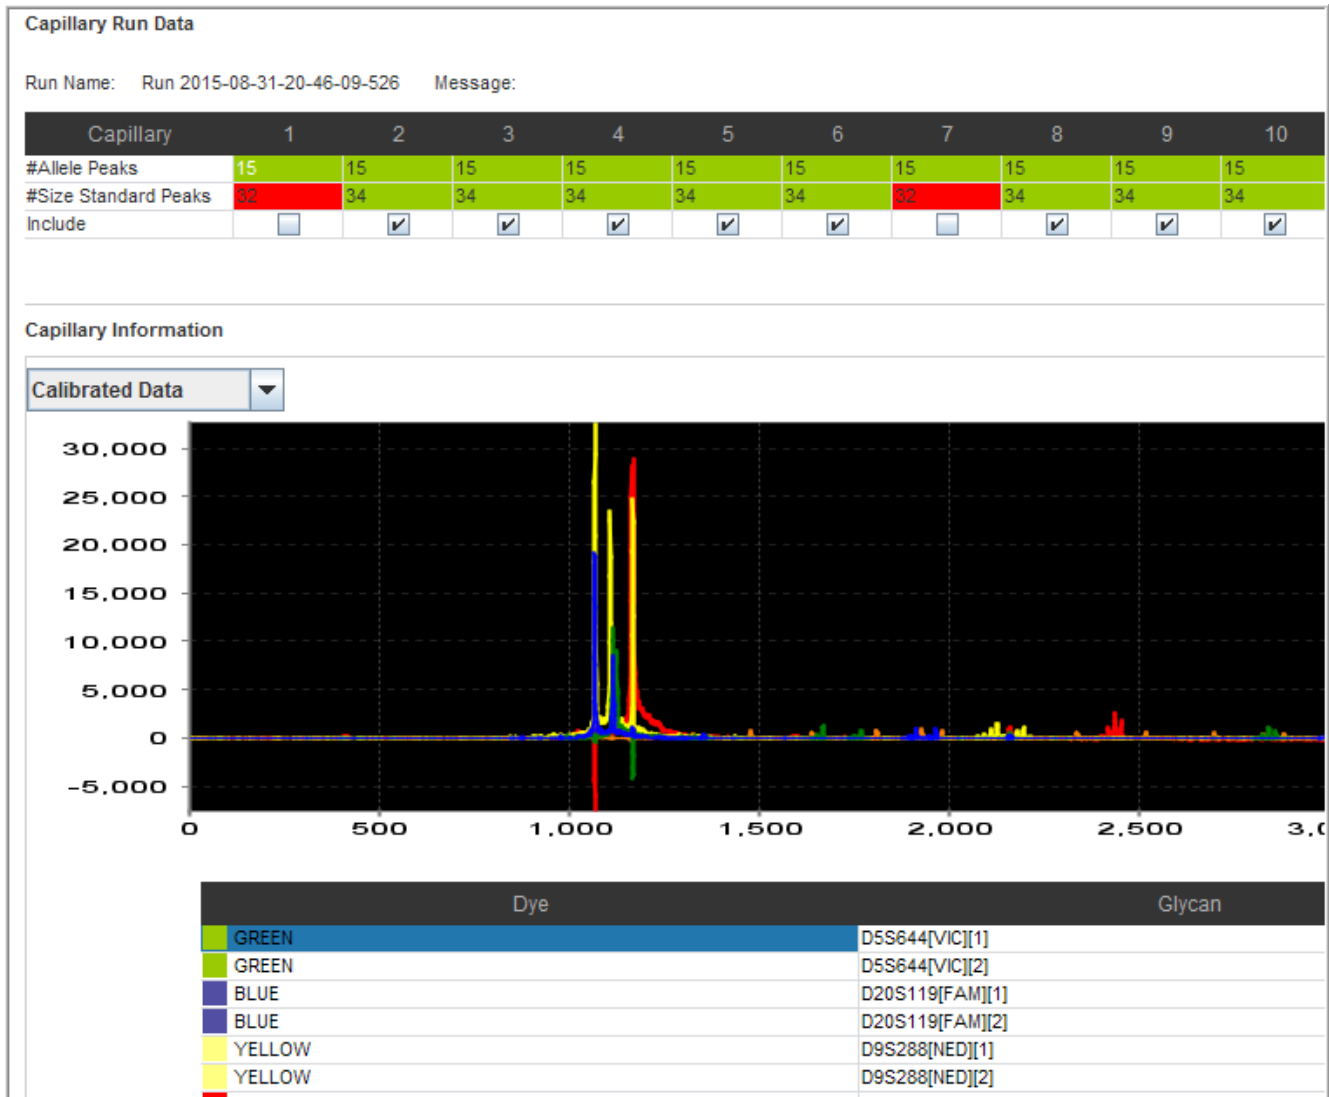 Capillary Run Data
Run Name: Run 2015-08-31-20-46-09-526 Message:
Capillary 1 2 3 4 5 6 7 8 9 10
#Allele Peaks 15 15 15 15 15 15 15 15 15 15
#Size Standard Peaks 32 34 34 34 34 34 32 34 34 34
Include
Capillary Information
Calibrated Data
30,000
25,000
20,000
15,000
10,000
5,000
0
-5,000
0 500 1,000 1,500 2,000 2,500 3,0
Dye Glycan
GREEN D5S644[VIC][1]
GREEN D5S644[VIC][2]
BLUE D20S119[FAM][1]
BLUE D20S119[FAM][2]
YELLOW D9S288[NED][1]
YELLOW D9S288[NED][2]